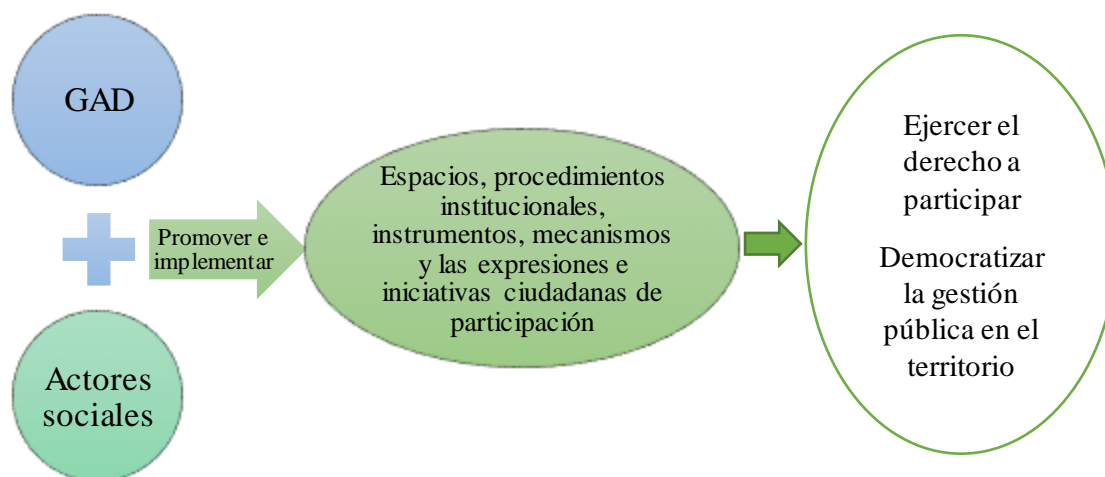 GAD
Actores
sociales
Promover e
implementar
Espacios, procedimientos
institucionales,
instrumentos, mecanismos
y las expresiones e
iniciativas ciudadanas de
participación
Ejercer el
derecho a
participar
Democratizar
la gestión
pública en el
territorio